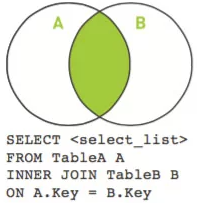 A B
SELECT <select_list>
FROM TableA A
INNER JOIN TableB B
ON A.Key = B.Key